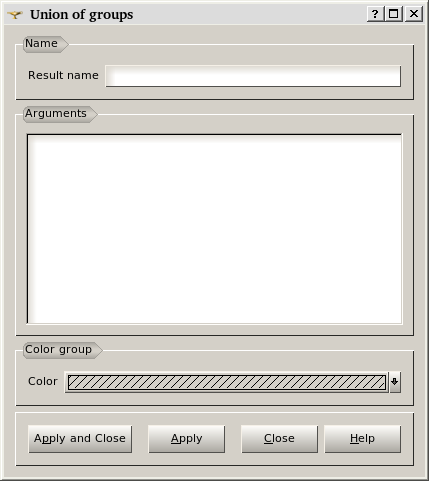 Union of groups ?
Name
Result name
Arguments
Color group
Color
Apply and Close Apply Close Help